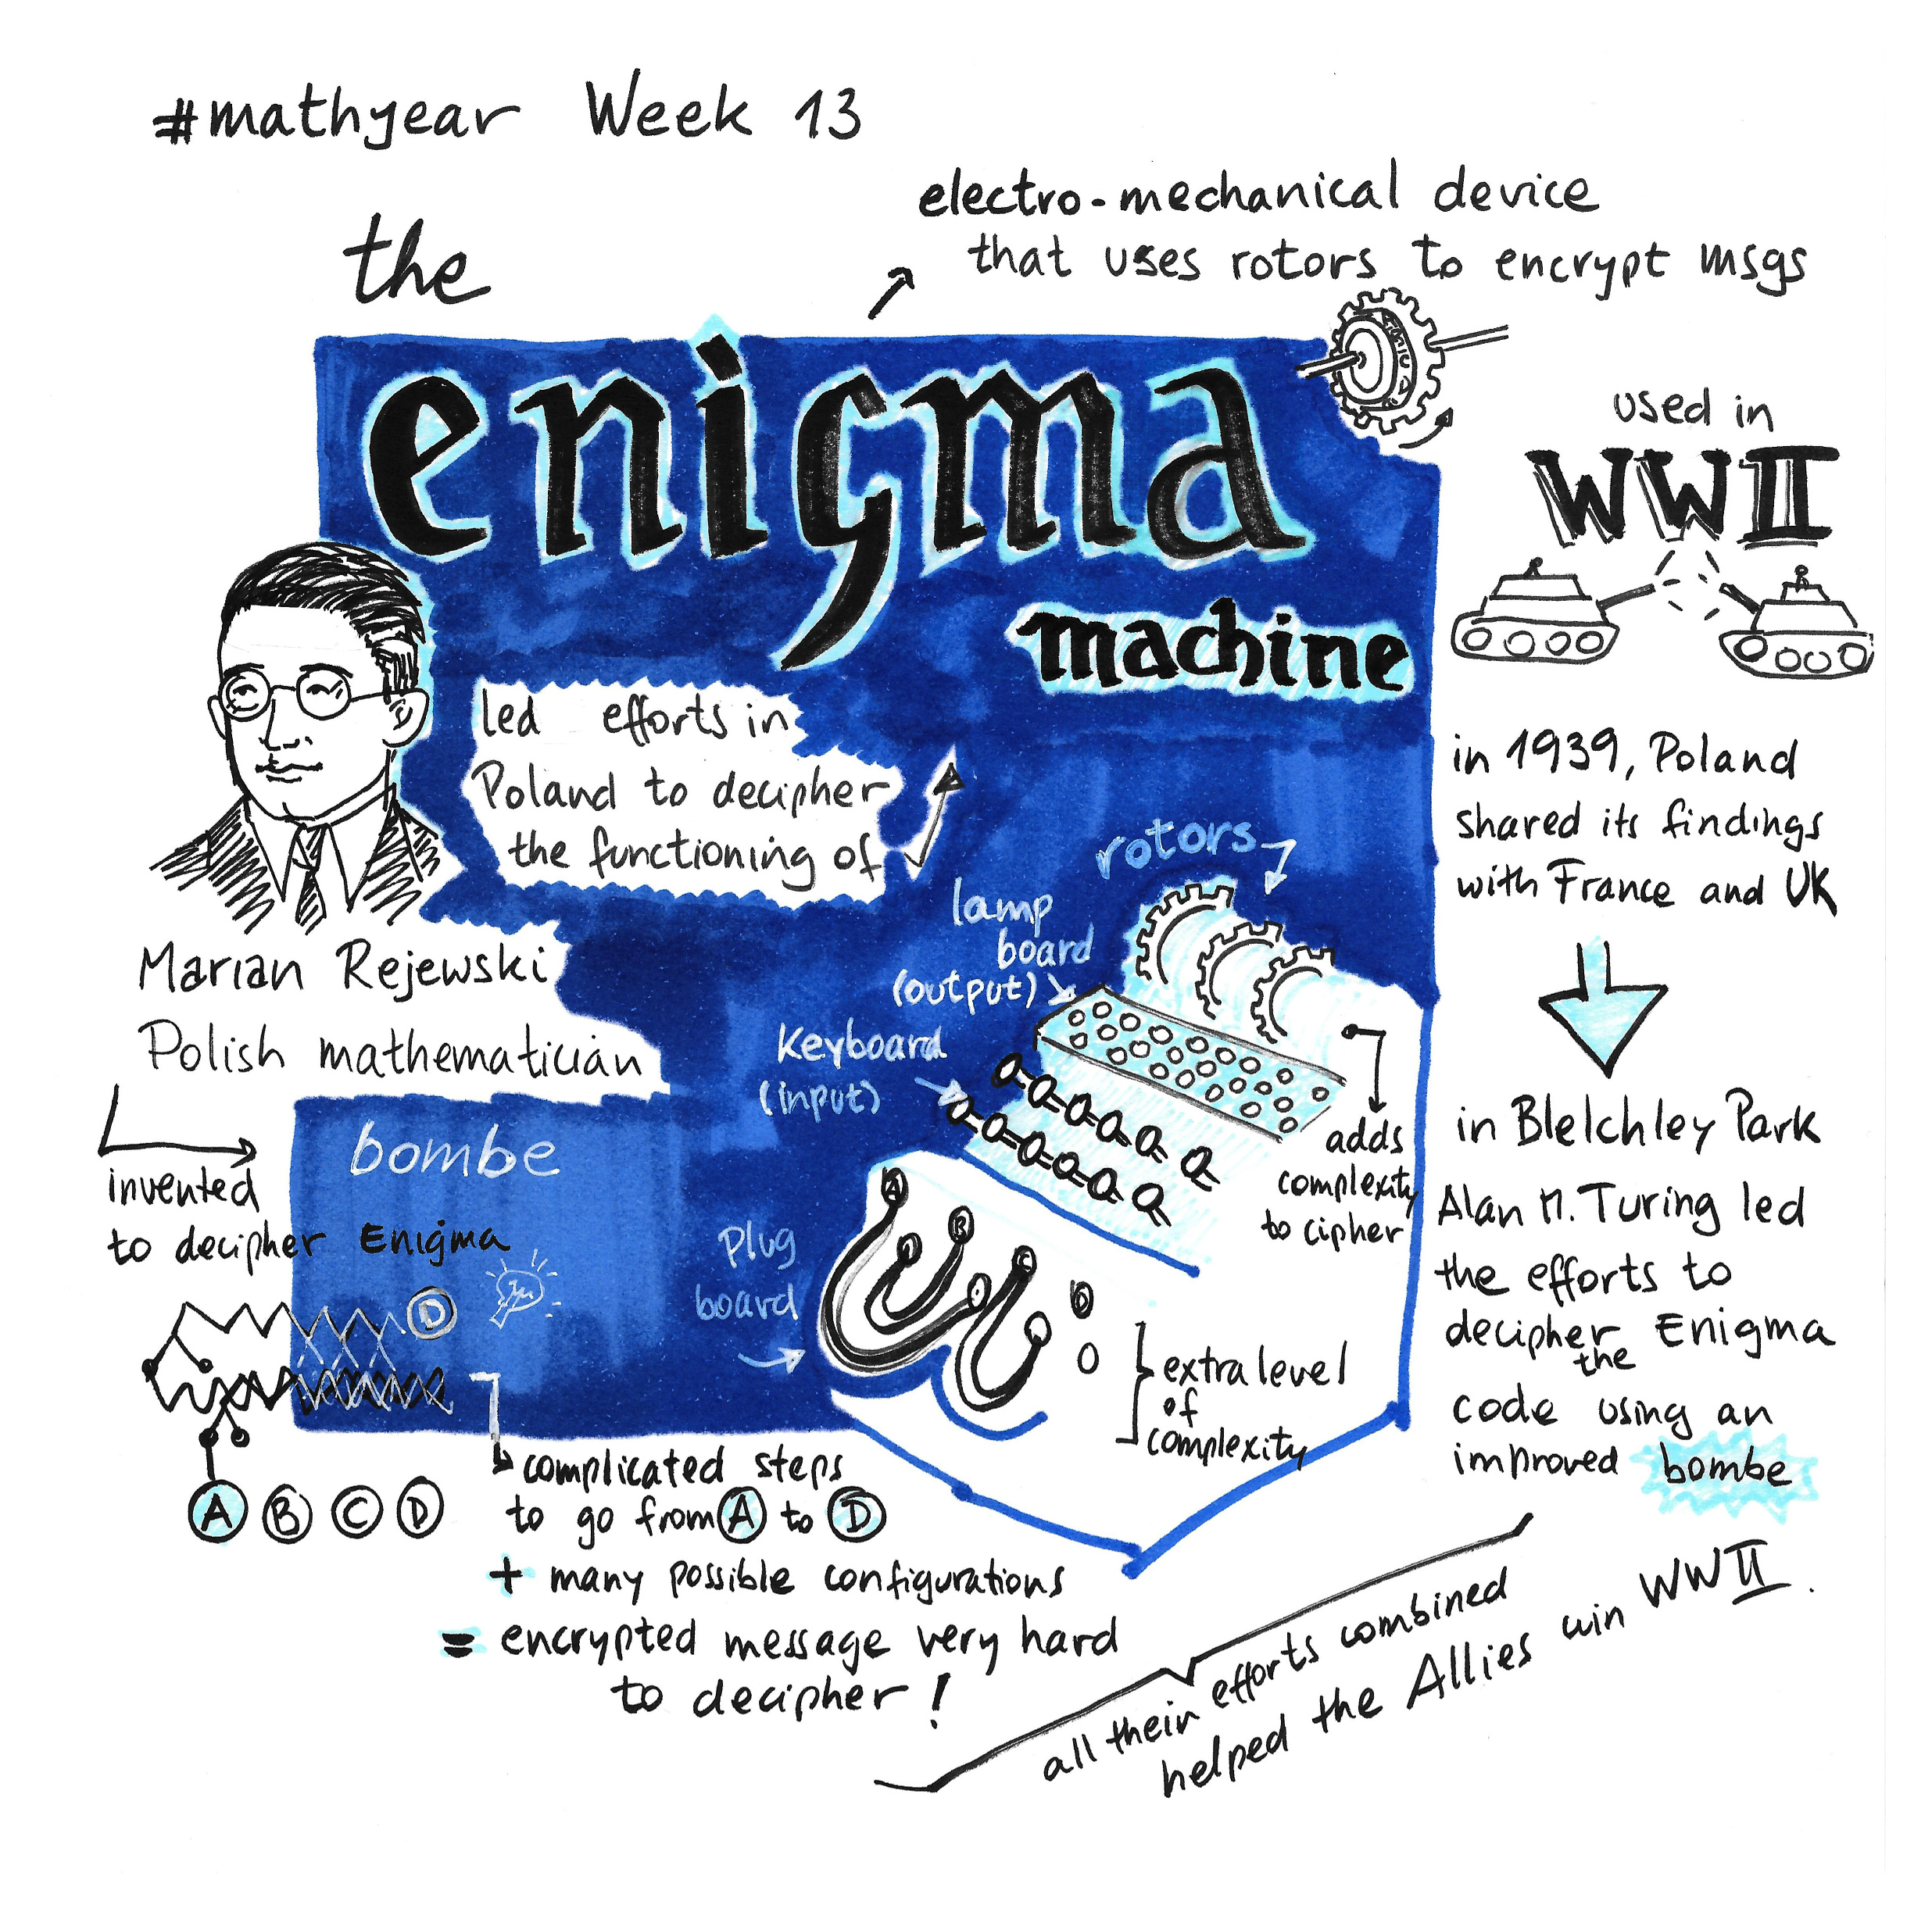 #mathyear Week 13
the
electro-mechanical device
that uses rotors to encrypt msgs
enigma
machine
used in
WWII
led efforts in
Poland to decipher
the functioning of
Marian Rejewski
Polish mathematician
invented
to decipher Enigma
bombe
D
A B C D
complicated steps
to go from A to D
+ many possible configurations
= encrypted message very hard
to decipher!
rotors
lamp
board
(output)
Keyboard
(input)
adds
complexity
to cipher
Plug
board
A
B
C
D
extra level
of
complexity
in 1939, Poland
shared its findings
with France and UK
in Blelchley Park
Alan M. Turing led
the efforts to
decipher Enigma
the
code using an
improved bombe
all their efforts combined
helped the Allies win WWII.